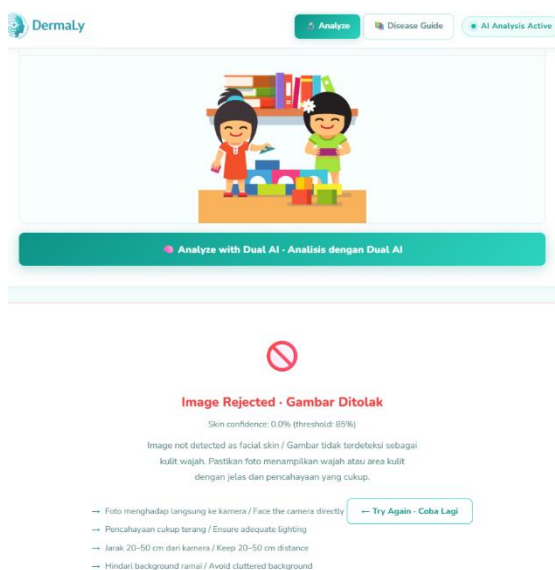 DermaLy
Analyze
Disease Guide
AI Analysis Active
Analyze with Dual AI · Analisis dengan Dual AI
Image Rejected · Gambar Ditolak
Skin confidence: 0.0% (threshold: 85%)
Image not detected as facial skin / Gambar tidak terdeteksi sebagai
kulit wajah. Pastikan foto menampilkan wajah atau area kulit
dengan jelas dan pencahayaan yang cukup.
→ Foto menghadap langsung ke kamera / Face the camera directly
← Try Again · Coba Lagi
→ Pencahayaan cukup terang / Ensure adequate lighting
→ Jarak 20–50 cm dari kamera / Keep 20–50 cm distance
→ Hindari background ramai / Avoid cluttered background